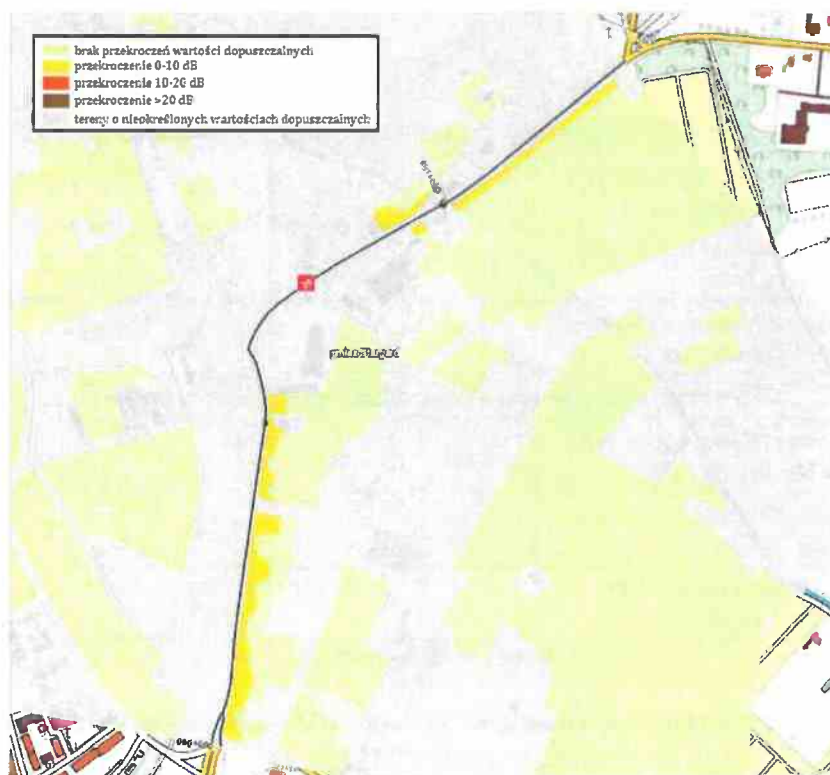 brak przekroczeń wartości dopuszczalnych
przekroczenie 0-10 dB
przekroczenie 10-20 dB
przekroczenie >20 dB
tereny o nieokreślonych wartościach dopuszczalnych